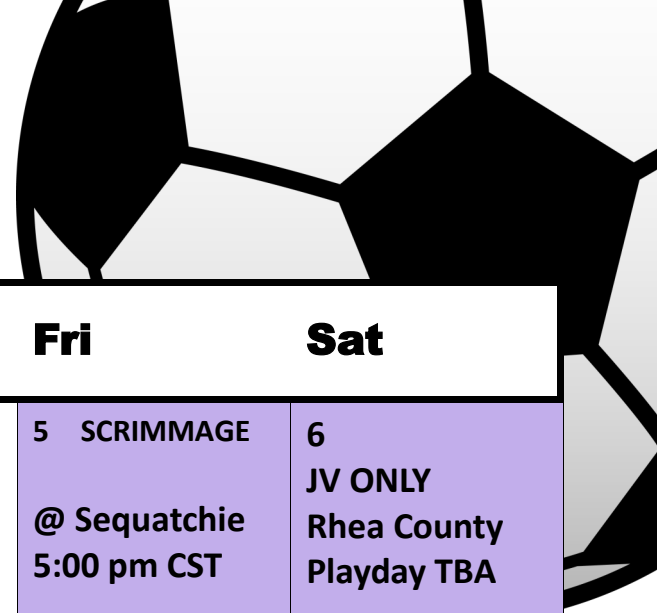 Fri Sat
5 SCRIMMAGE
@ Sequatchie
5:00 pm CST
6
JV ONLY
Rhea County
Playday TBA